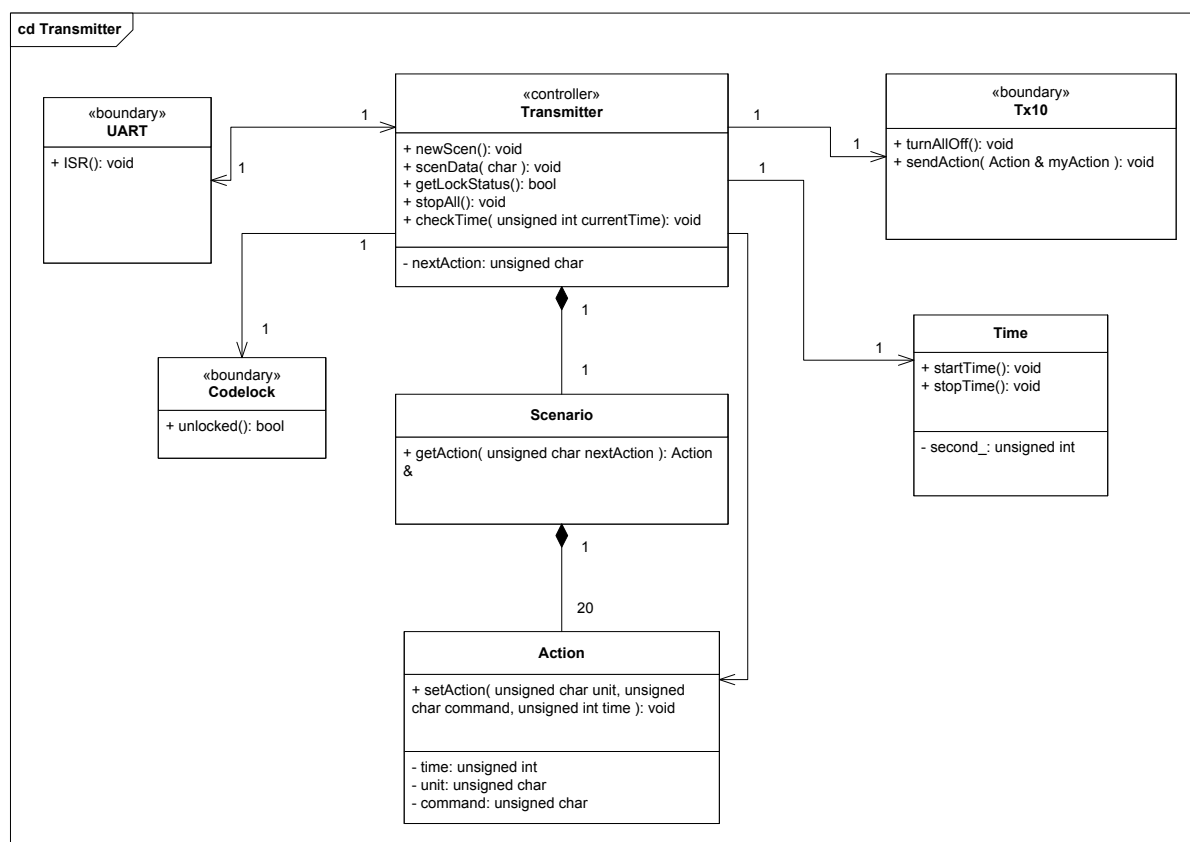 cd Transmitter
«boundary»
UART
+ ISR(): void
1
1
«controller»
Transmitter
+ newScen(): void
+ scenData( char ): void
+ getLockStatus(): bool
+ stopAll(): void
+ checkTime( unsigned int currentTime): void
- nextAction: unsigned char
1
1
«boundary»
Tx10
+ turnAllOff(): void
+ sendAction( Action & myAction ): void
1
1
1
1
«boundary»
Codelock
+ unlocked(): bool
Time
+ startTime(): void
+ stopTime(): void
- second_: unsigned int
1
1
Scenario
+ getAction( unsigned char nextAction ): Action
&
1
20
Action
+ setAction( unsigned char unit, unsigned
char command, unsigned int time ): void
- time: unsigned int
- unit: unsigned char
- command: unsigned char